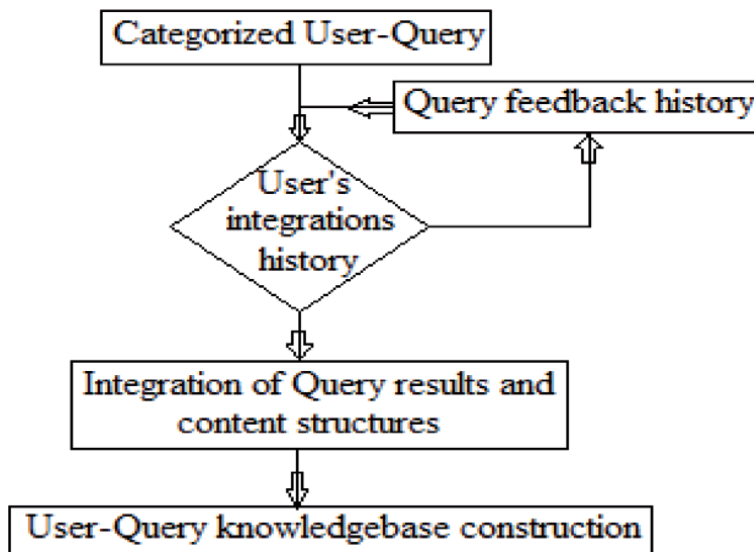 Categorized User-Query
Query feedback history
User's
integrations
history
Integration of Query results and
content structures
User-Query knowledgebase construction